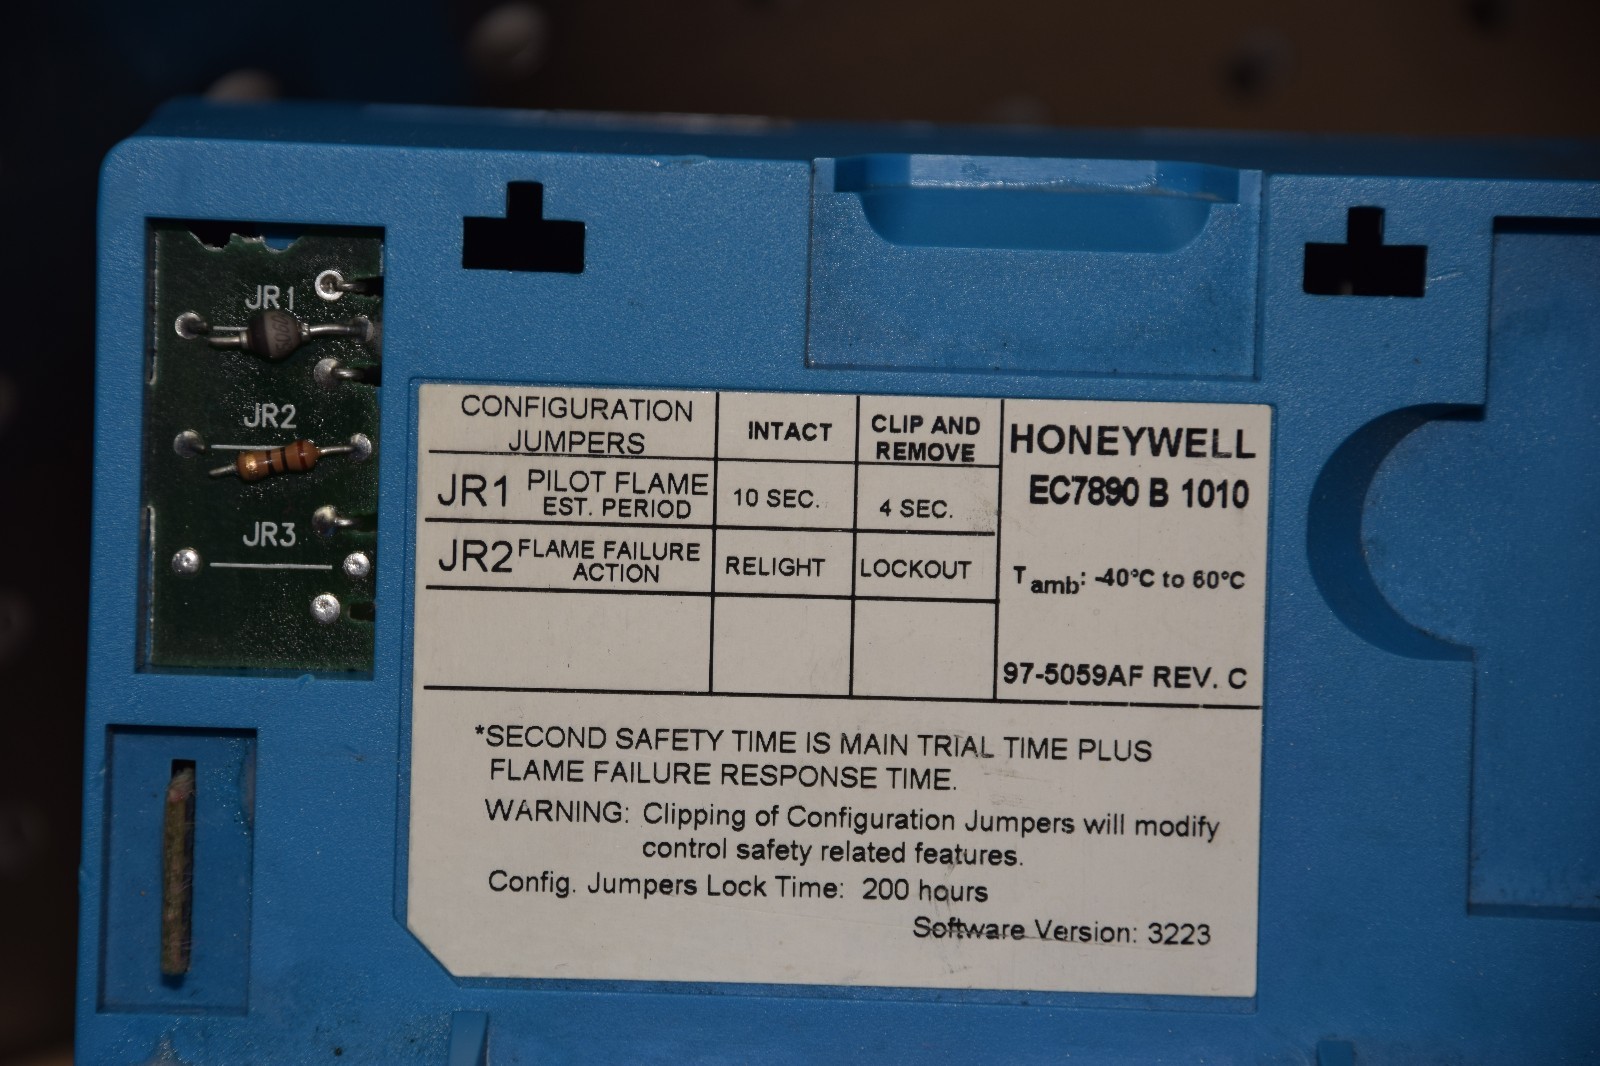 JR1
JR2
JR3
CONFIGURATION JUMPERS
INTACT
CLIP AND REMOVE
JR1 PILOT FLAME EST. PERIOD
10 SEC.
4 SEC.
JR2 FLAME FAILURE ACTION
RELIGHT
LOCKOUT
HONEYWELL
EC7890 B 1010
Tamb: -40°C to 60°C
97-5059AF REV. C
*SECOND SAFETY TIME IS MAIN TRIAL TIME PLUS
FLAME FAILURE RESPONSE TIME.
WARNING: Clipping of Configuration Jumpers will modify
control safety related features.
Config. Jumpers Lock Time: 200 hours
Software Version: 3223